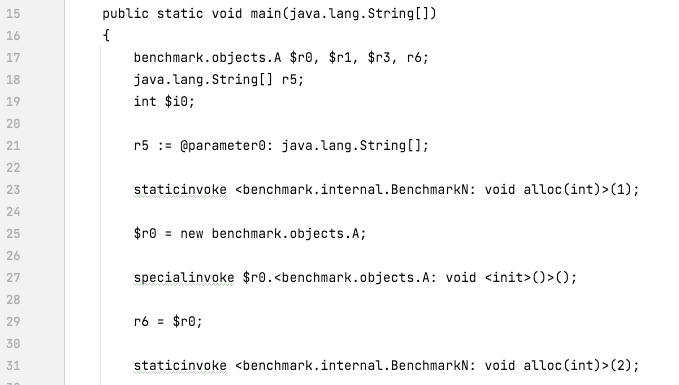 15 public static void main(java.lang.String[])
16 {
17 benchmark.objects.A $r0, $r1, $r3, r6;
18 java.lang.String[] r5;
19 int $i0;
20
21 r5 := @parameter0: java.lang.String[];
22
23 staticinvoke <benchmark.internal.BenchmarkN: void alloc(int)>(1);
24
25 $r0 = new benchmark.objects.A;
26
27 specialinvoke $r0.<benchmark.objects.A: void <init>()>();
28
29 r6 = $r0;
30
31 staticinvoke <benchmark.internal.BenchmarkN: void alloc(int)>(2);